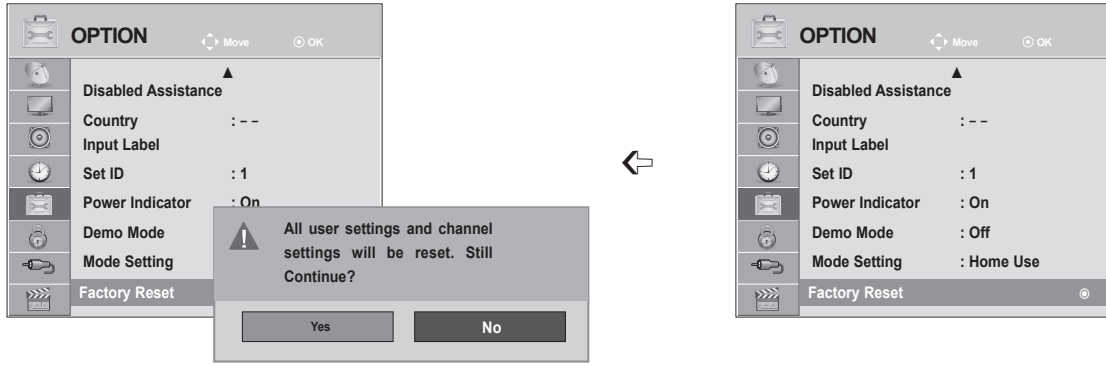 OPTION Move OK
Disabled Assistance
Country : – –
Input Label
Set ID : 1
Power Indicator : On
Demo Mode
Mode Setting
Factory Reset
All user settings and channel
settings will be reset. Still
Continue?
Yes No
OPTION Move OK
Disabled Assistance
Country : – –
Input Label
Set ID : 1
Power Indicator : On
Demo Mode : Off
Mode Setting : Home Use
Factory Reset